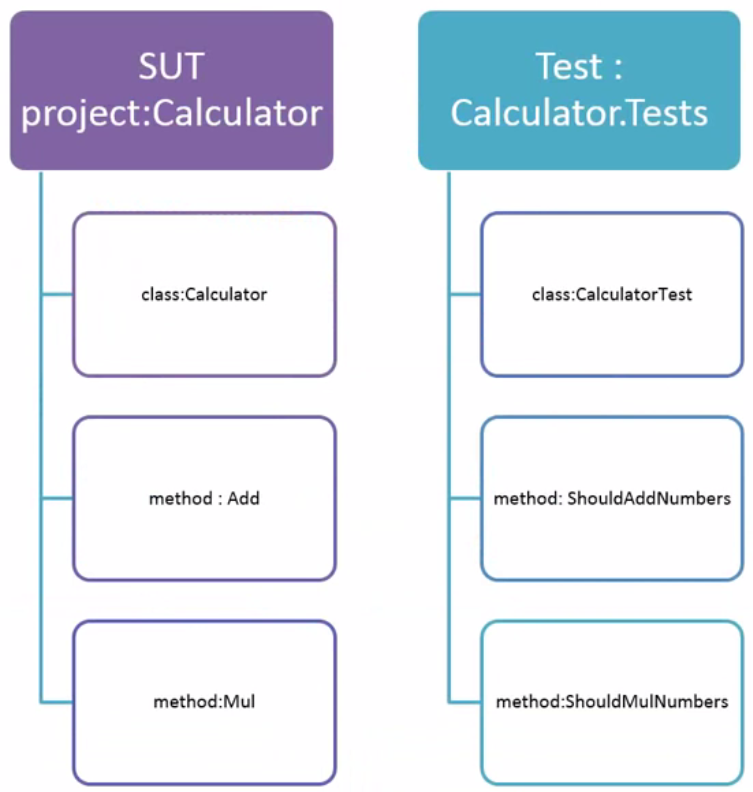 SUT
project:Calculator
class:Calculator
method : Add
method:Mul
Test :
Calculator.Tests
class:CalculatorTest
method: ShouldAddNumbers
method:ShouldMulNumbers